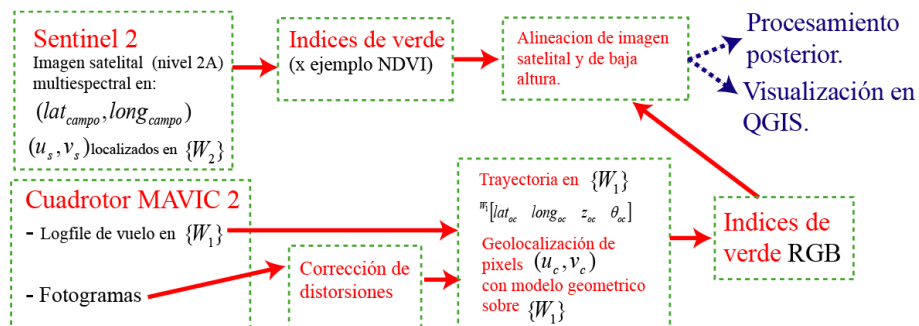 Sentinel 2
Imagen satelital (nivel 2A)
multiespectral en:
(lat_campo, long_campo)
(u_s, v_s) localizados en {W_2}
Indices de verde
(x ejemplo NDVI)
Alineacion de imagen
satelital y de baja
altura.
Procesamiento
posterior.
Visualización en
QGIS.
Cuadrotor MAVIC 2
- Logfile de vuelo en {W_1}
- Fotogramas
Corrección de
distorsiones
Trayectoria en {W_1}
^{W_1}[lat_oc long_oc z_oc θ_oc]
Geolocalización de
pixels (u_c, v_c)
con modelo geometrico
sobre {W_1}
Indices de
verde RGB